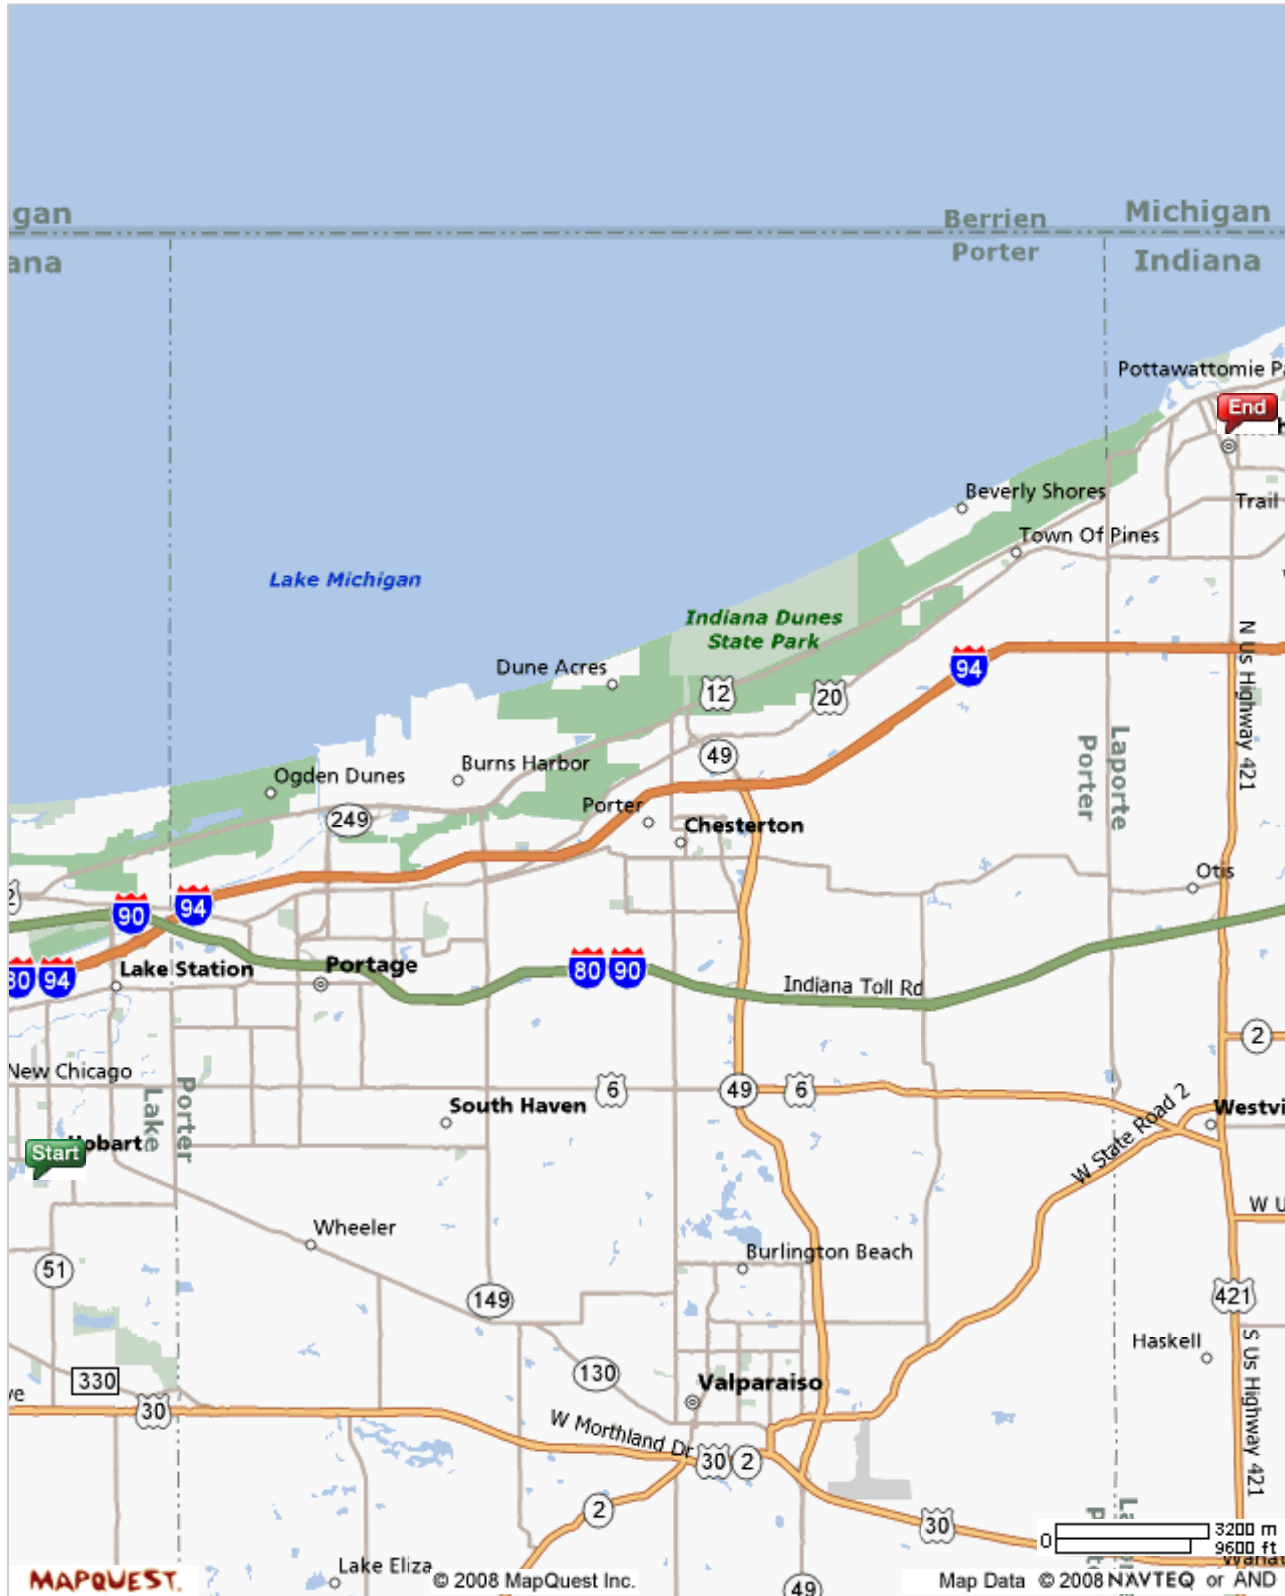 gan
Michigan
Berrien
Porter
ana
Indiana
Pottawattomie Pa
End
Beverly Shores
Trail
Town Of Pines
Lake Michigan
Indiana Dunes
State Park
N Us Highway 421
94
Dune Acres
12
20
49
Laporte
Porter
Burns Harbor
Ogden Dunes
249
Porter
Chesterton
Otis
2
90
94
80
94
Lake Station
Portage
80
90
Indiana Toll Rd
2
New Chicago
Lake
Porter
6
49
6
South Haven
W State Road 2
Westvi
Start
Hobart
Wheeler
W U
Burlington Beach
51
149
421
Haskell
S Us Highway 421
130
330
Valparaiso
ve
30
W Morthland Dr
30
2
2
30
0
3200 m
9600 ft
Lake Eliza
49
MAPQUEST.
© 2008 MapQuest Inc.
Map Data © 2008 NAVTEQ or AND